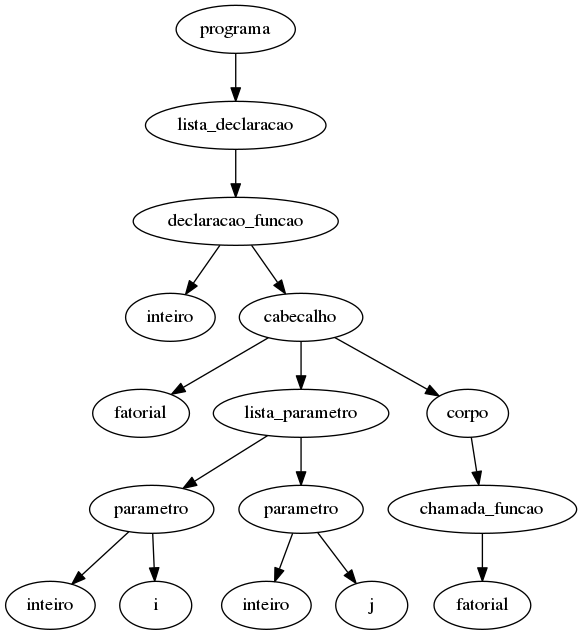 programa
lista_declaracao
declaracao_funcao
inteiro
cabecalho
fatorial
lista_parametro
corpo
parametro
parametro
chamada_funcao
inteiro
i
inteiro
j
fatorial